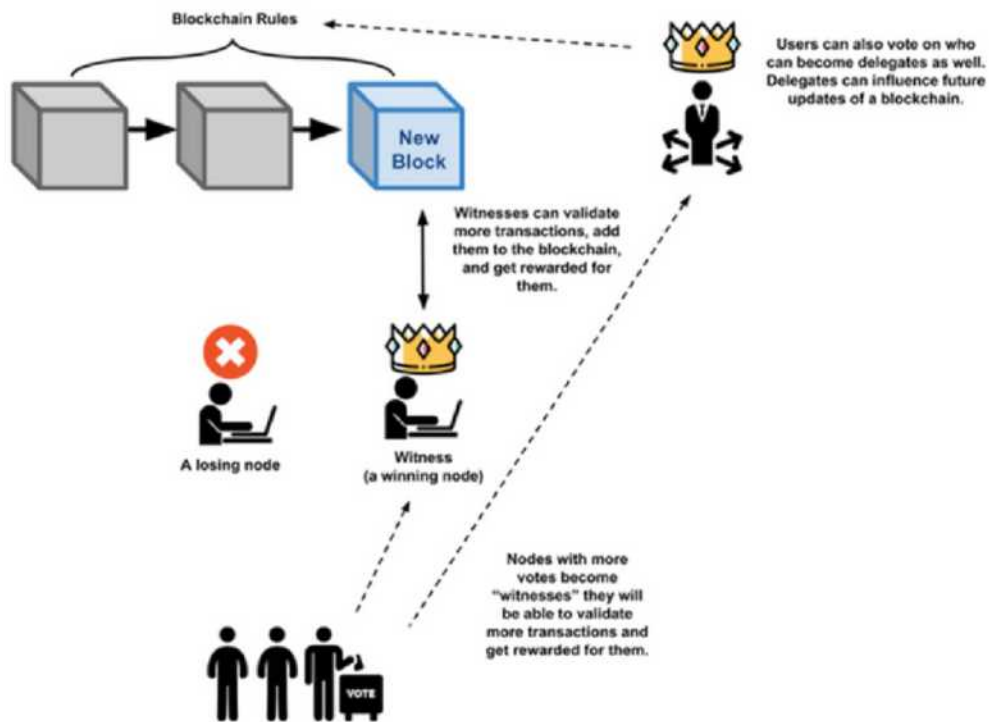 Blockchain Rules
Users can also vote on who
can become delegates as well.
Delegates can influence future
updates of a blockchain.
New
Block
Witnesses can validate
more transactions, add
them to the blockchain,
and get rewarded for
them.
A losing node
Witness
(a winning node)
Nodes with more
votes become
“witnesses” they will
be able to validate
more transactions and
get rewarded for them.
VOTE